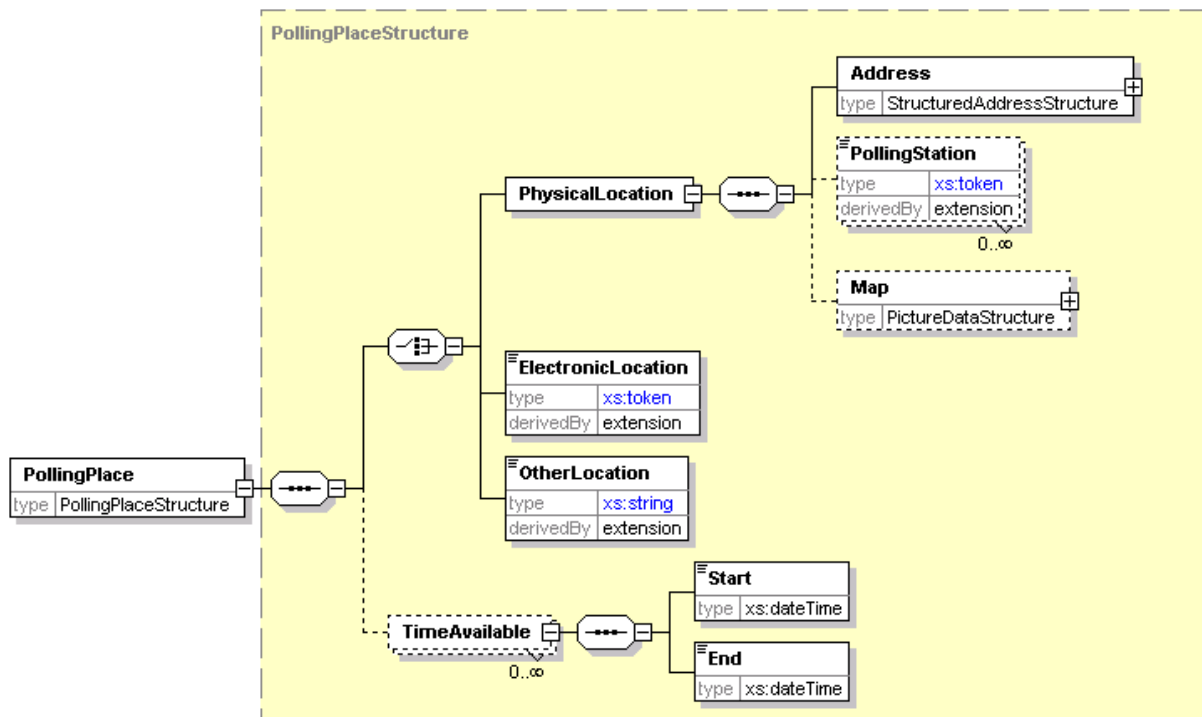 PollingPlaceStructure
Address
type StructuredAddressStructure
PollingStation
type xs:token
derivedBy extension
0..∞
PhysicalLocation
Map
type PictureDataStructure
ElectronicLocation
type xs:token
derivedBy extension
OtherLocation
type xs:string
derivedBy extension
PollingPlace
type PollingPlaceStructure
Start
type xs:dateTime
TimeAvailable
0..∞
End
type xs:dateTime